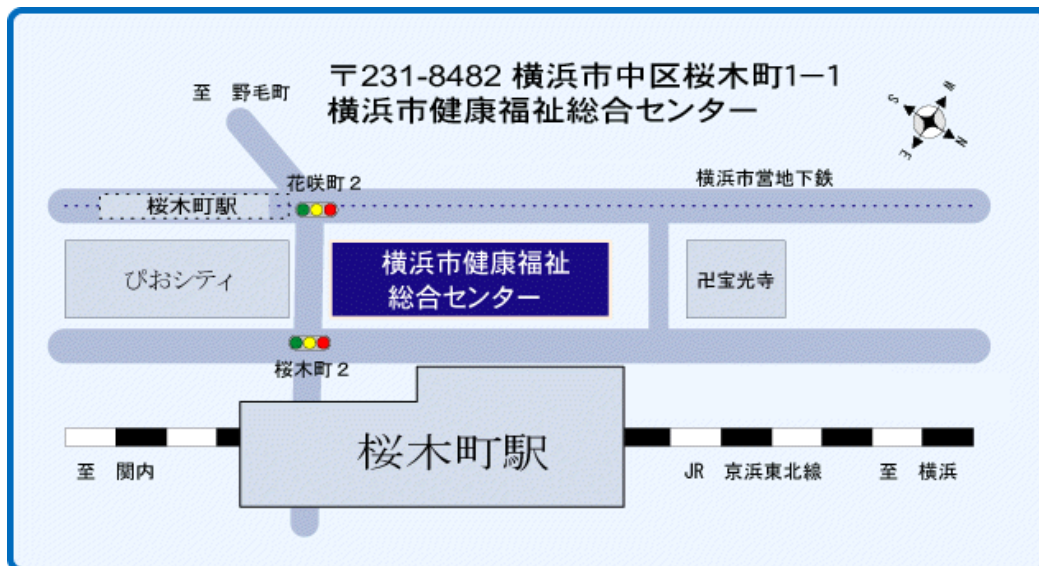 〒231-8482 横浜市中区桜木町1－1
横浜市健康福祉総合センター
至 野毛町
S
W
E
N
花咲町2
横浜市営地下鉄
桜木町駅
ぴおシティ
横浜市健康福祉
総合センター
卍宝光寺
桜木町2
桜木町駅
至 関内
JR 京浜東北線
至 横浜